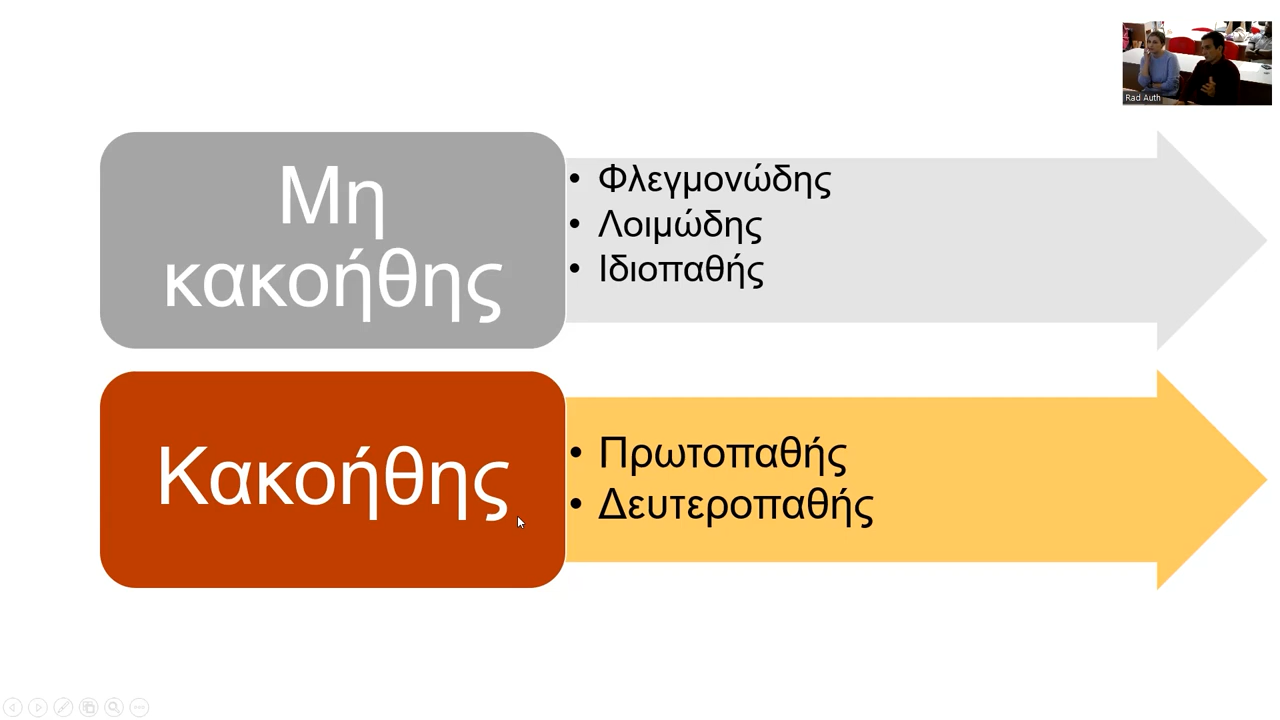 Rad Auth
Μη
κακοήθης
• Φλεγμονώδης
• Λοιμώδης
• Ιδιοπαθής
Κακοήθης
• Πρωτοπαθής
• Δευτεροπαθής